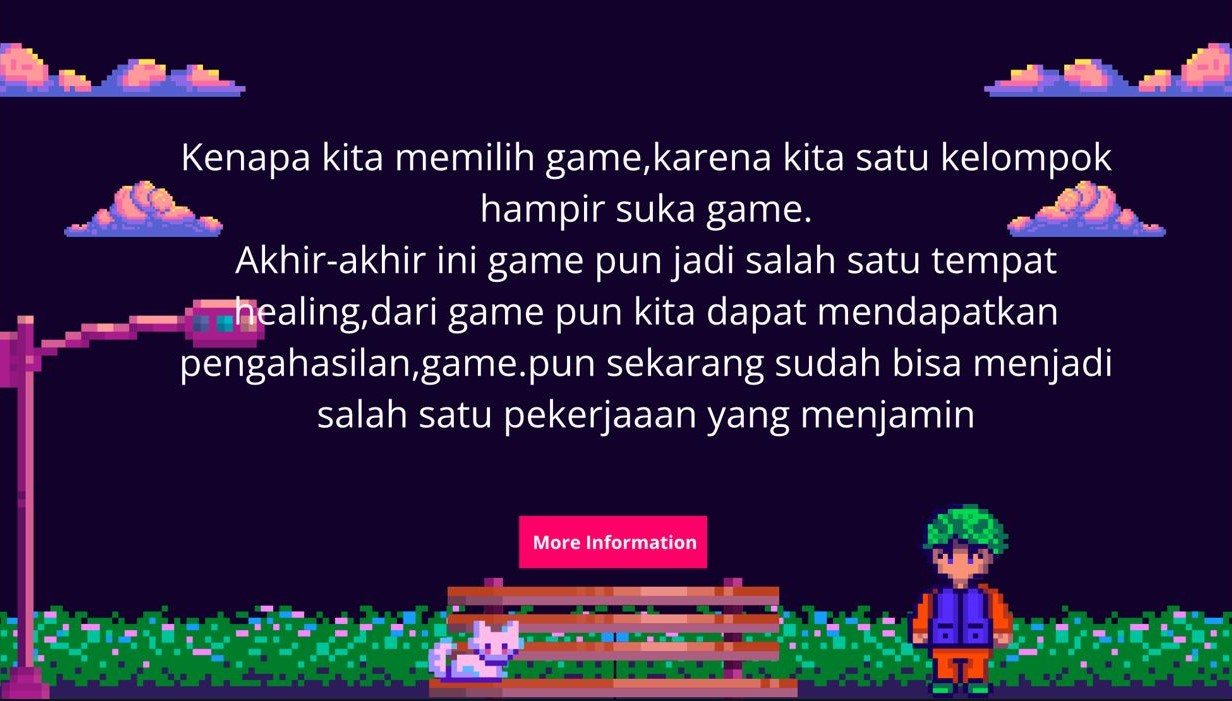 Kenapa kita memilih game,karena kita satu kelompok
hampir suka game.
Akhir-akhir ini game pun jadi salah satu tempat
healing,dari game pun kita dapat mendapatkan
pengahasilan,game.pun sekarang sudah bisa menjadi
salah satu pekerjaaan yang menjamin
More Information